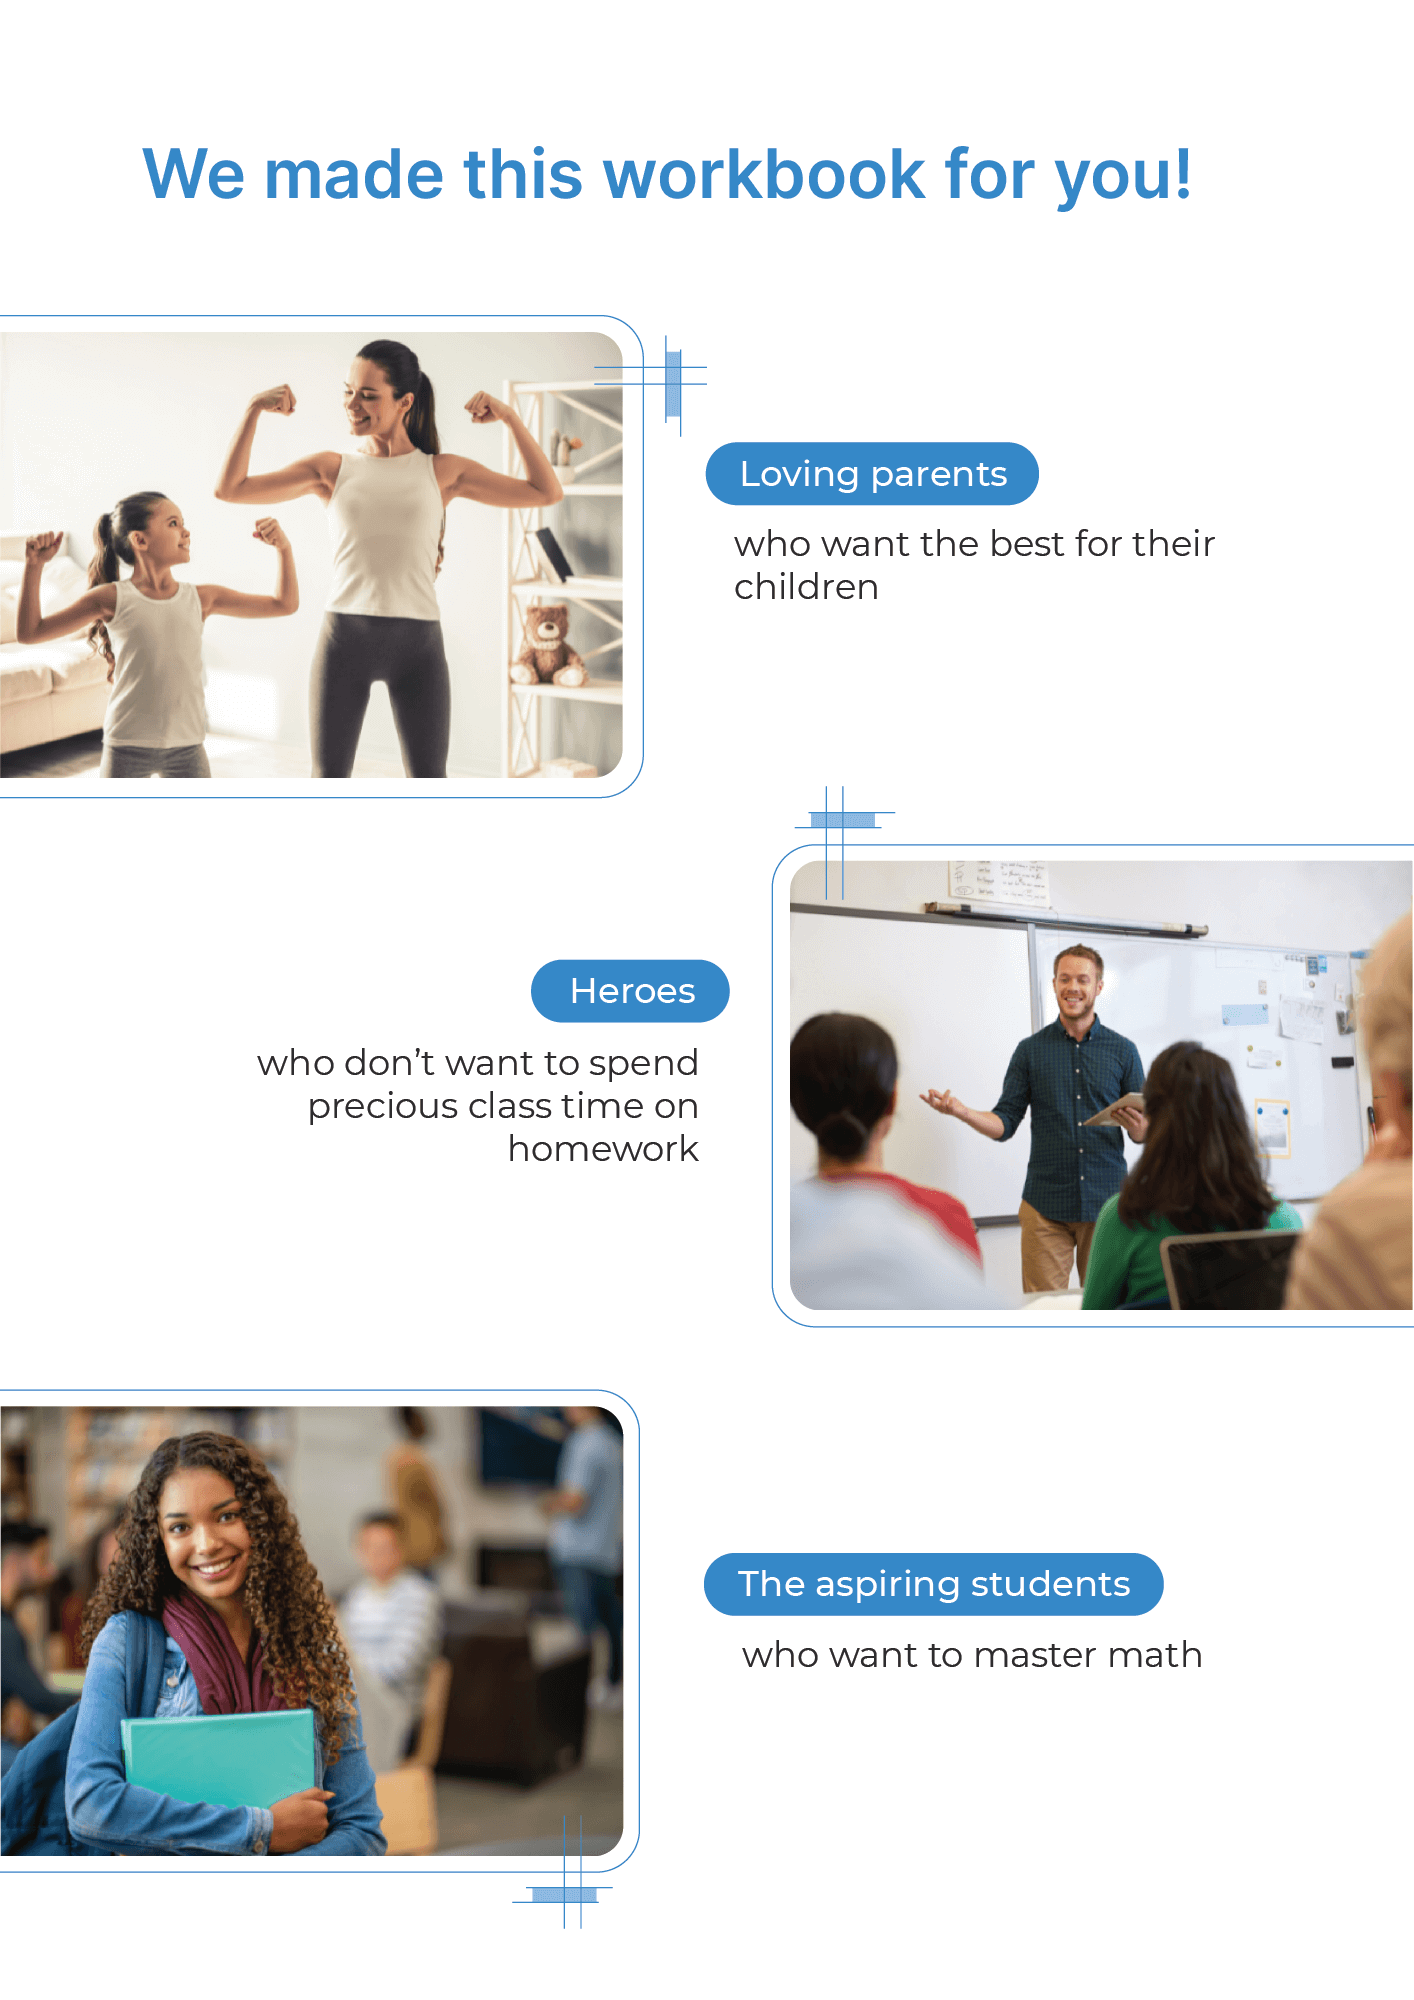 We made this workbook for you!
Loving parents
who want the best for their
children
Heroes
who don’t want to spend
precious class time on
homework
The aspiring students
who want to master math